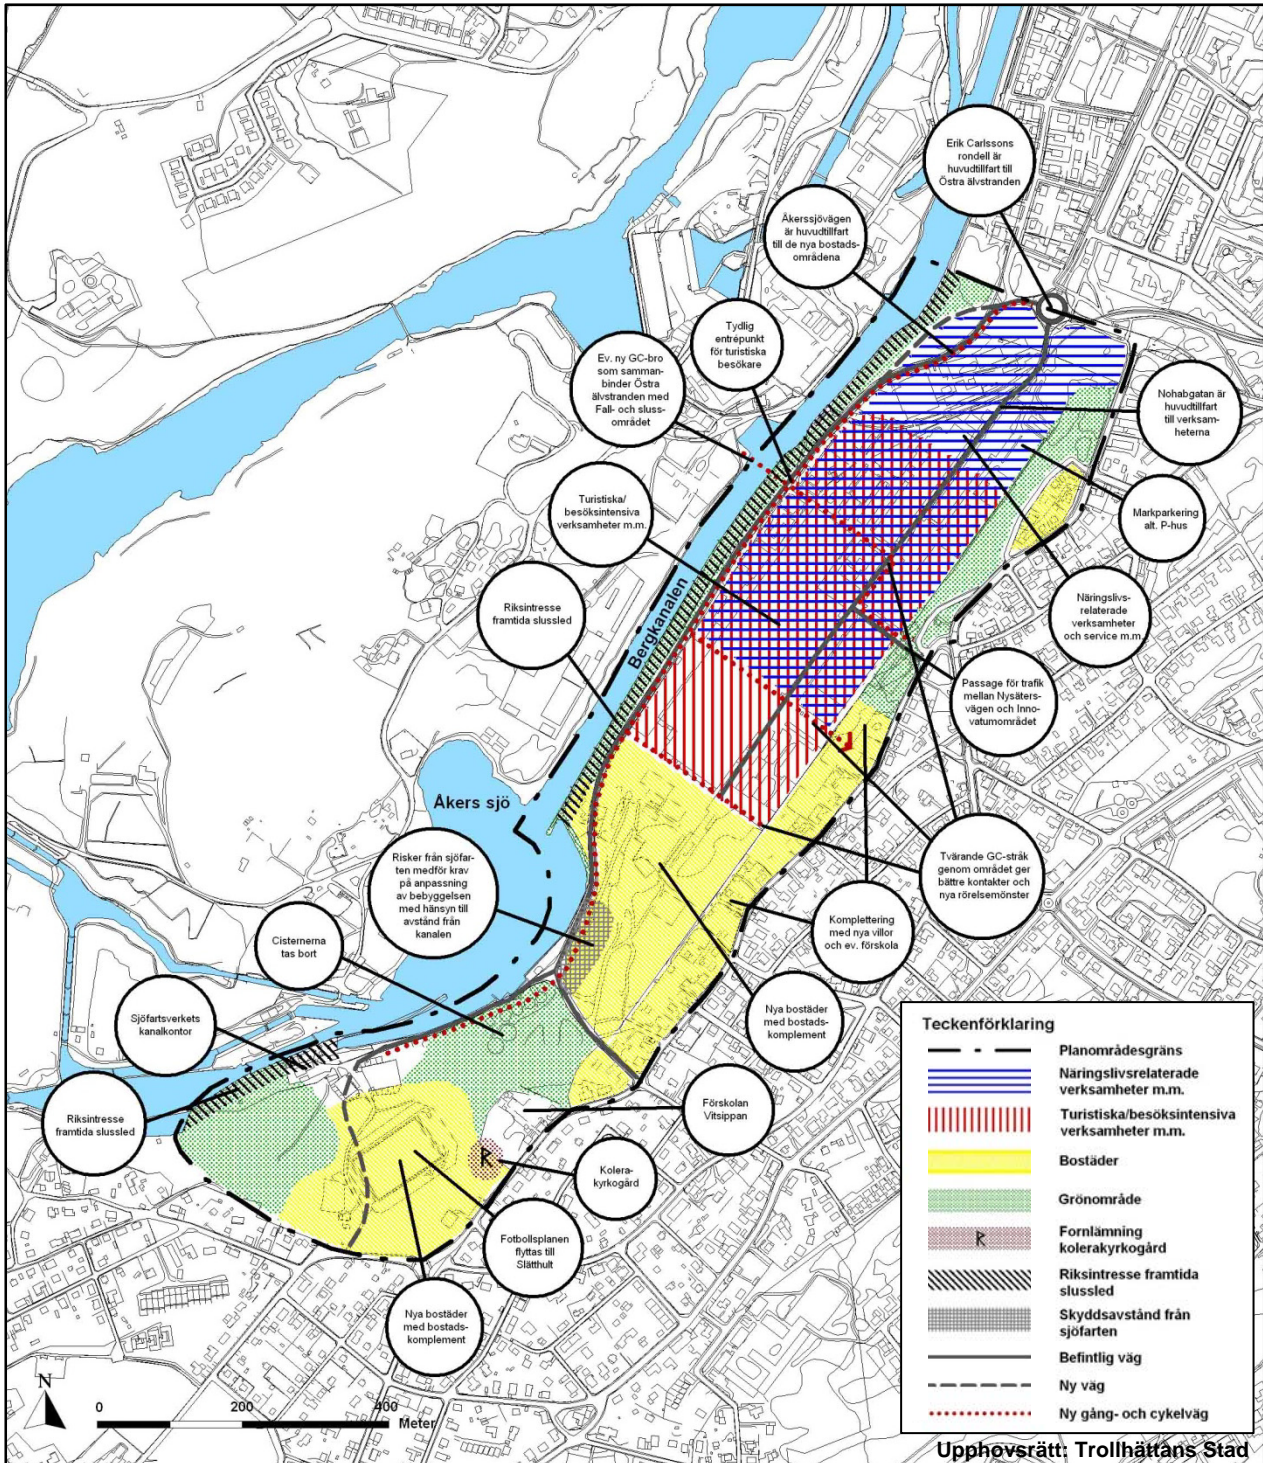 Erik Carlssons
rondell är
huvudtillfart till
Östra älvstranden
Åkerssjövägen
är huvudtillfart
till de nya bostads-
områdena
Tydlig
entrépunkt
för turistiska
besökare
Ev. ny GC-bro
som samman-
binder Östra
älvstranden med
Fall- och sluss-
området
Nohabgatan är
huvudtillfart
till verksam-
heterna
Turistiska/
besöksintensiva
verksamheter m.m.
Markparkering
alt. P-hus
Riksintresse
framtida slussled
Bergkanalen
Näringslivs-
relaterade
verksamheter
och service m.m.
Passage för trafik
mellan Nysäters-
vägen och Inno-
vatumområdet
Åkers sjö
Risker från sjöfar-
ten medför krav
på anpassning
av bebyggelsen
med hänsyn till
avstånd från
kanalen
Tvärande GC-stråk
genom området ger
bättre kontakter och
nya rörelsemönster
Komplettering
med nya villor
och ev. förskola
Cisternerna
tas bort
Sjöfartsverkets
kanalkontor
Nya bostäder
med bostads-
komplement
Riksintresse
framtida slussled
Förskolan
Vitsippan
R
Kolera-
kyrkogård
Fotbollsplanen
flyttas till
Slätthult
Nya bostäder
med bostads-
komplement
Teckenförklaring
Planområdesgräns
Näringslivsrelaterade
verksamheter m.m.
Turistiska/besöksintensiva
verksamheter m.m.
Bostäder
Grönområde
R
Fornlämning
kolerakyrkogård
Riksintresse framtida
slussled
Skyddsavstånd från
sjöfarten
Befintlig väg
Ny väg
Ny gång- och cykelväg
N
0 200 400
Meter
Upphovsrätt: Trollhättans Stad